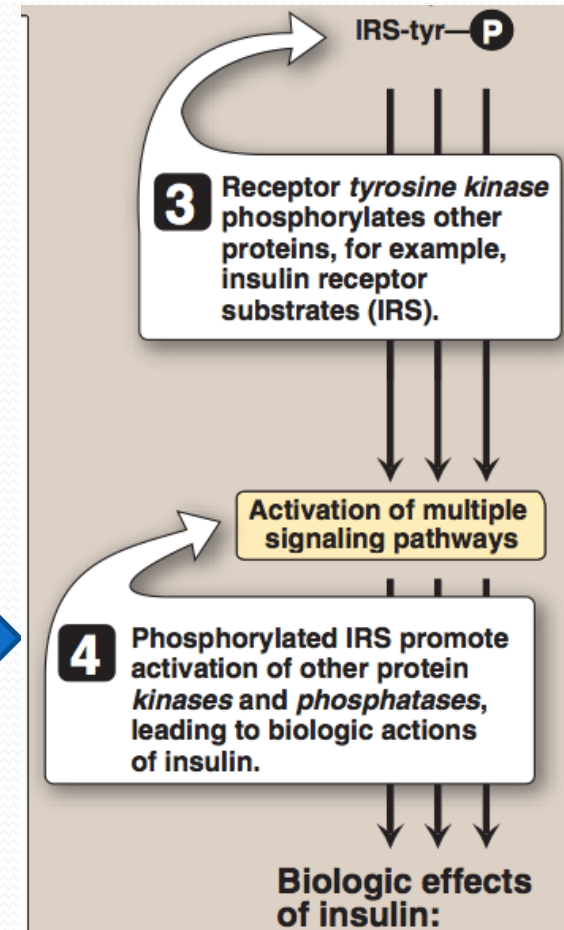 IRS-tyr—P
3 Receptor tyrosine kinase
phosphorylates other
proteins, for example,
insulin receptor
substrates (IRS).
Activation of multiple
signaling pathways
4 Phosphorylated IRS promote
activation of other protein
kinases and phosphatases,
leading to biologic actions
of insulin.
Biologic effects
of insulin: